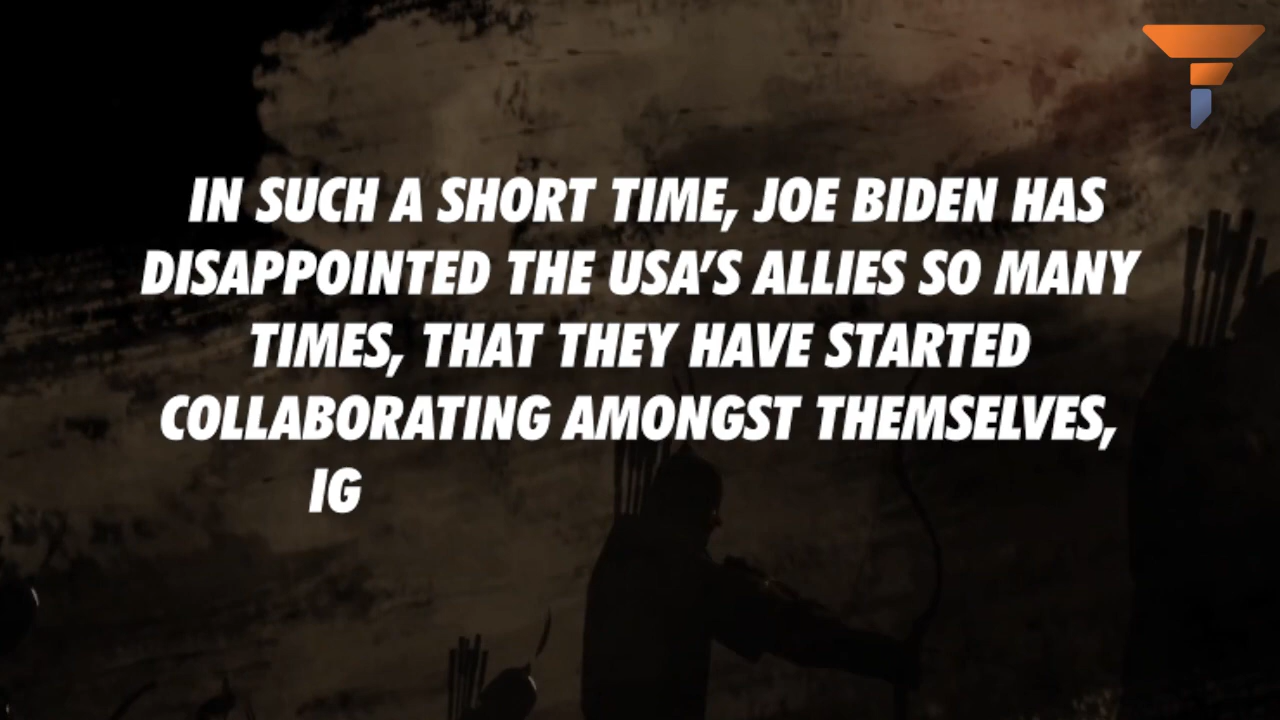 IN SUCH A SHORT TIME, JOE BIDEN HAS
DISAPPOINTED THE USA'S ALLIES SO MANY
TIMES, THAT THEY HAVE STARTED
COLLABORATING AMONGST THEMSELVES,
IG